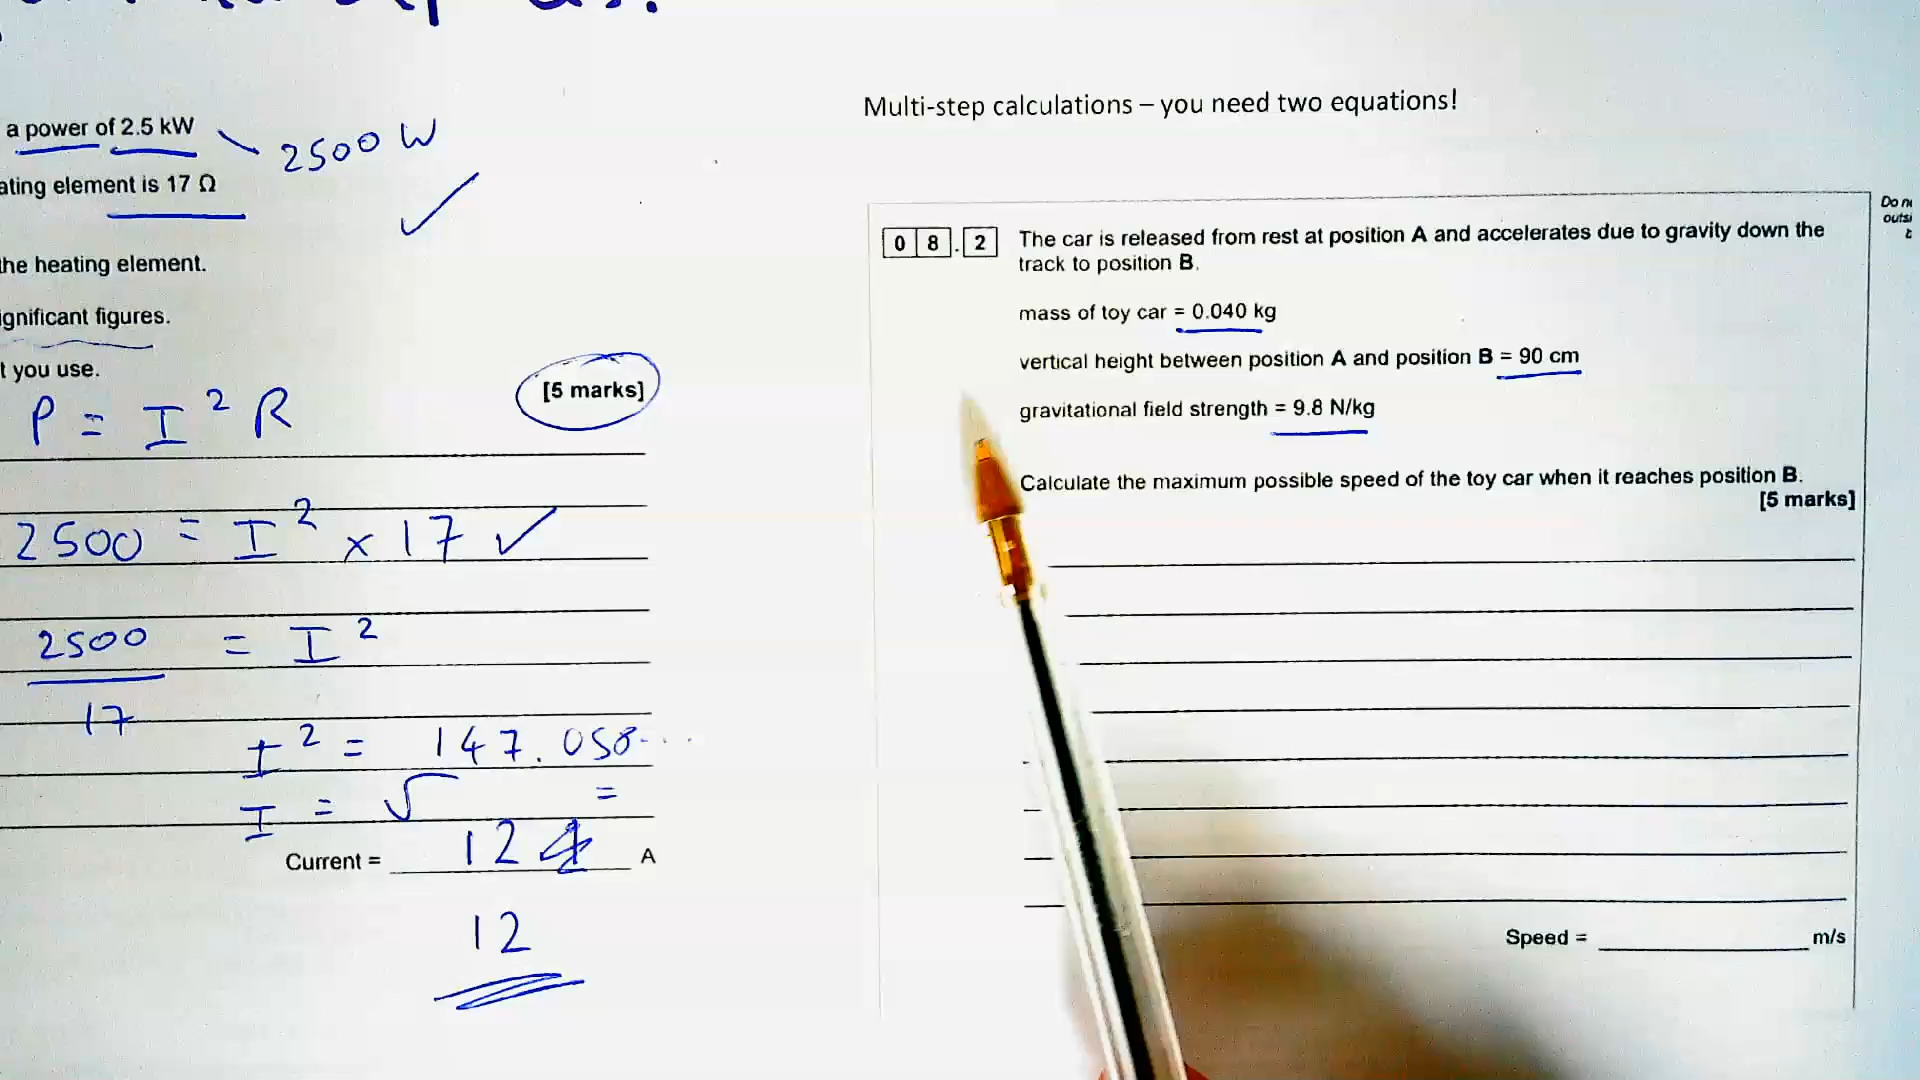 a power of 2.5 kW
2500 W
ating element is 17 Ω
the heating element.
ignificant figures.
t you use.
[5 marks]
P = I² R
2500 = I² × 17
2500 = I²
17
I² = 147.058...
I = √ =
Current = 12 A
12
Multi-step calculations – you need two equations!
Do n
outsi
08.2 The car is released from rest at position A and accelerates due to gravity down the
track to position B.
mass of toy car = 0.040 kg
vertical height between position A and position B = 90 cm
gravitational field strength = 9.8 N/kg
Calculate the maximum possible speed of the toy car when it reaches position B.
[5 marks]
Speed = m/s